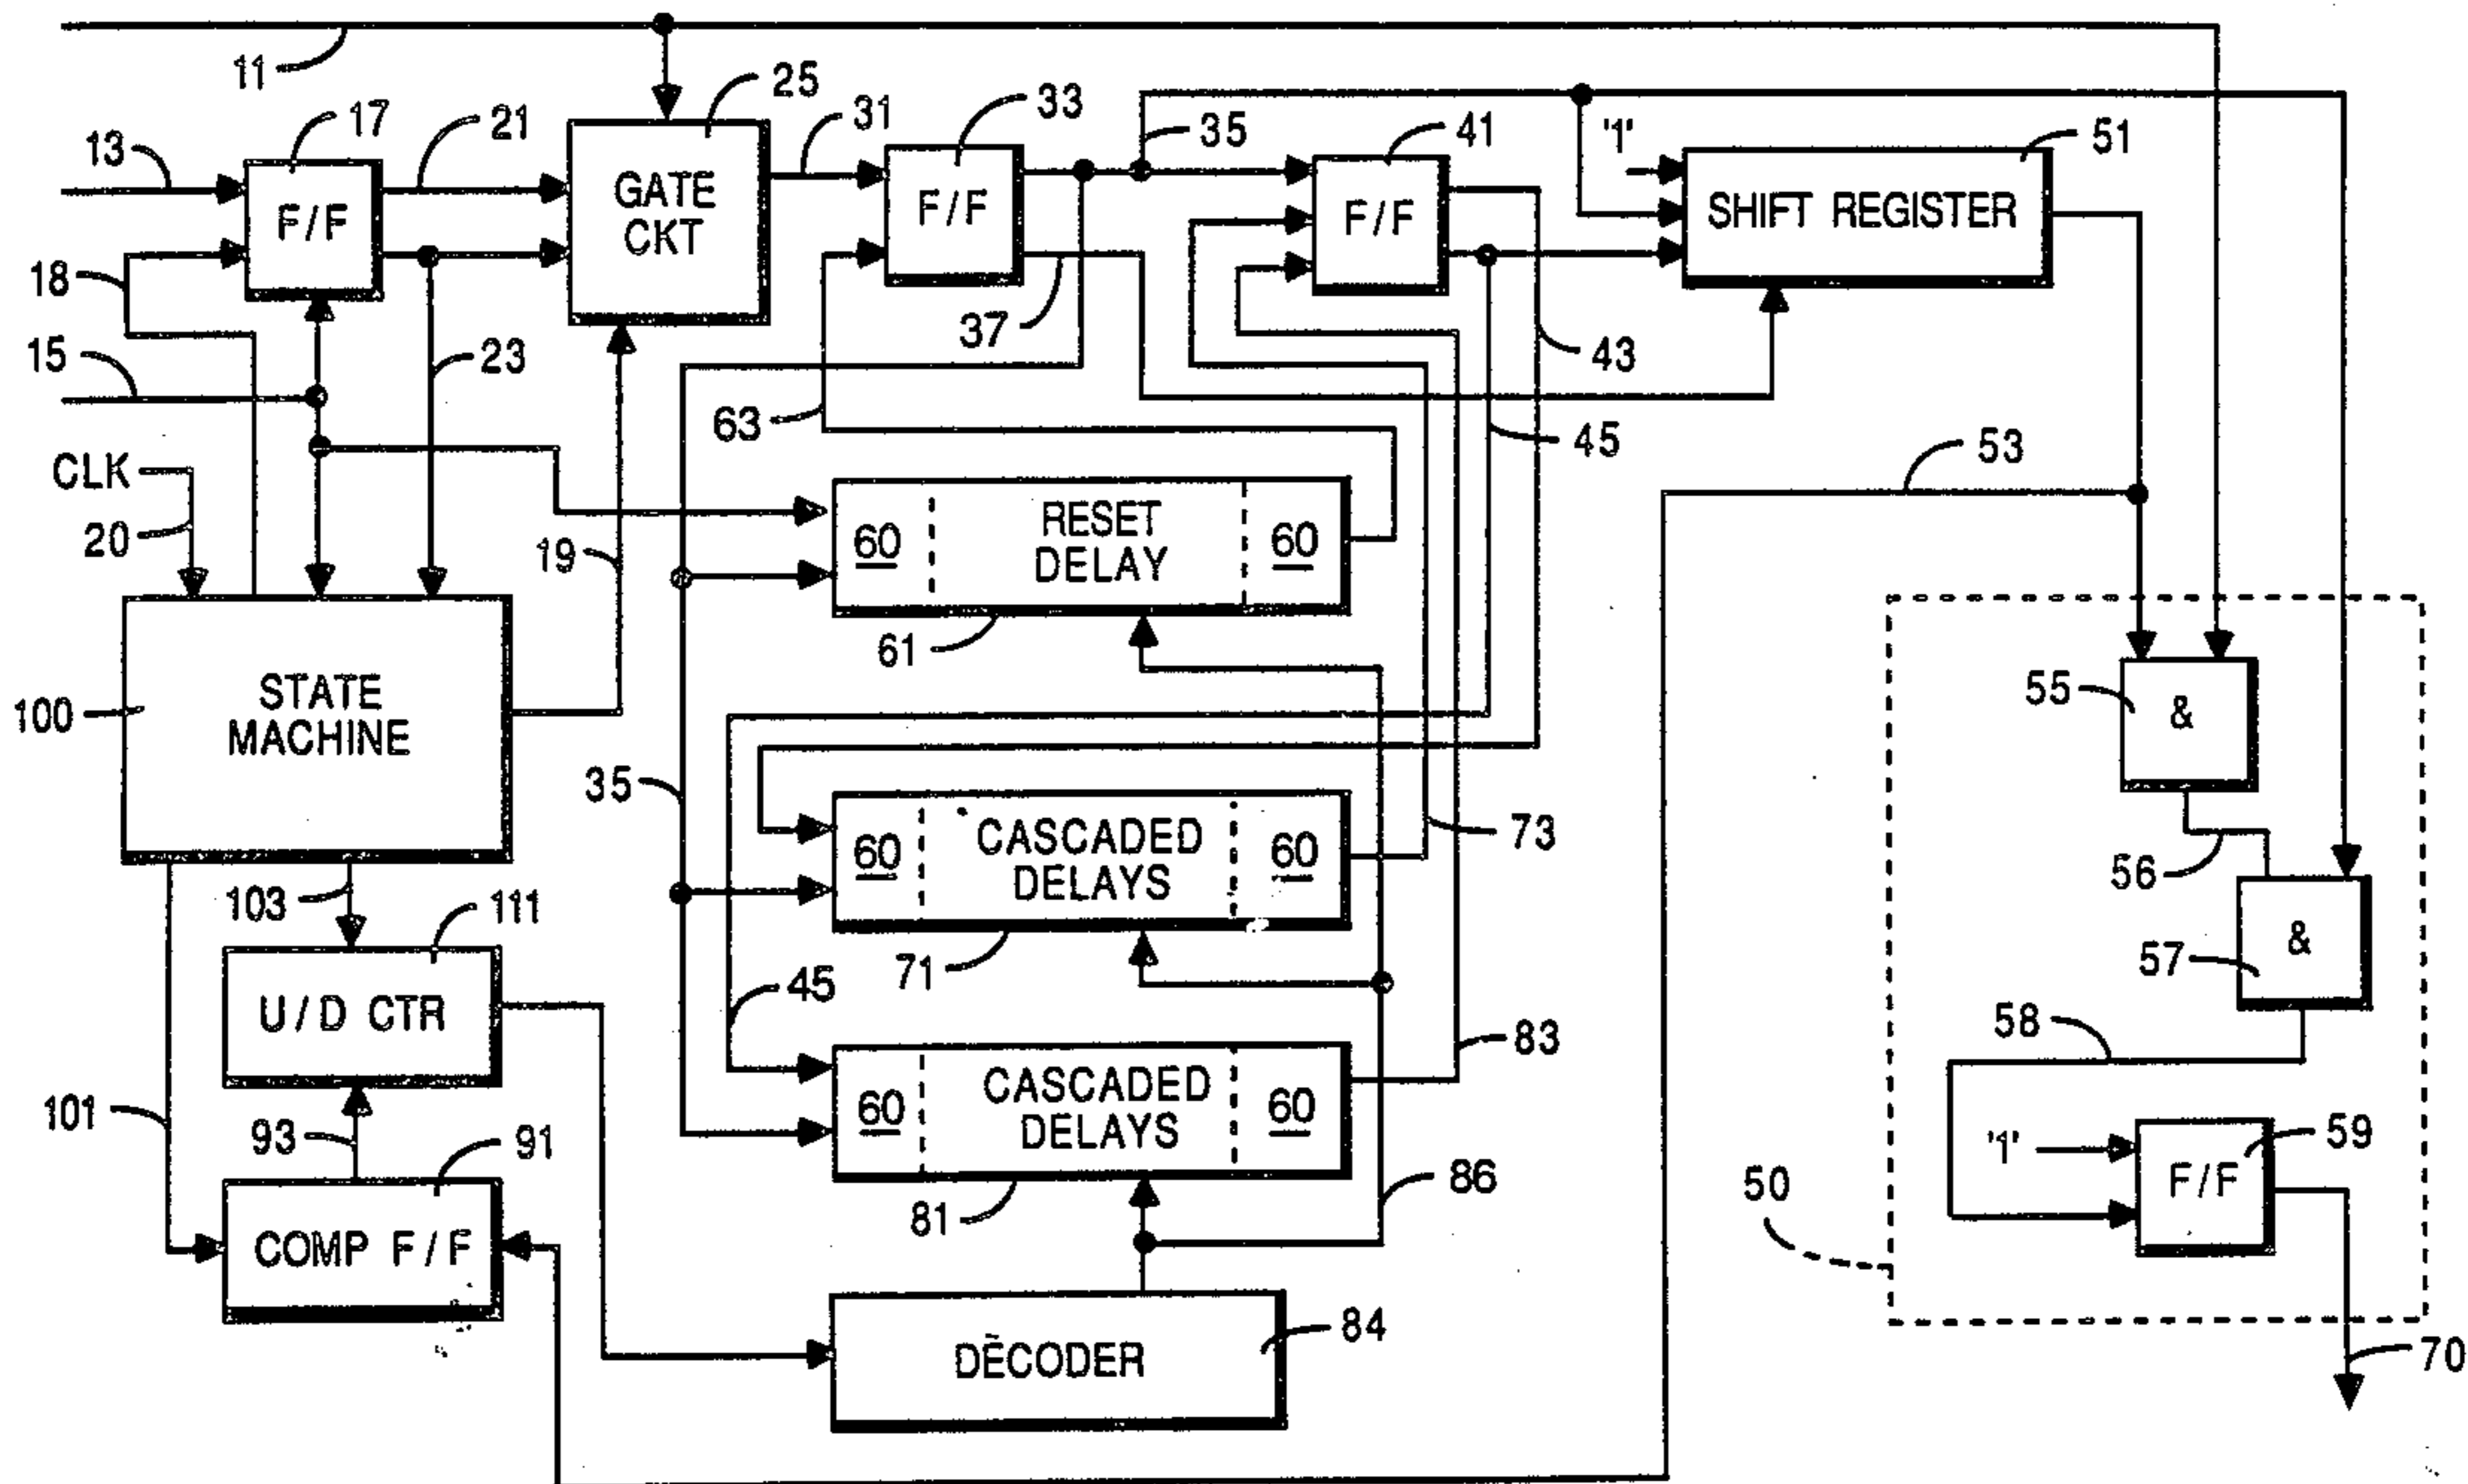 11
25
13
17
21
31
33
35
'1'
41
51
F/F
GATE
CKT
F/F
F/F
SHIFT REGISTER
18
15
23
37
43
63
45
53
CLK
20
19
60
RESET
DELAY
60
61
100
STATE
MACHINE
55
&
35
60
CASCADED
DELAYS
60
73
56
103
111
71
57
&
U/D CTR
45
58
83
101
60
CASCADED
DELAYS
60
93
91
81
86
50
'1'
F/F
59
COMP F/F
DECODER
84
70